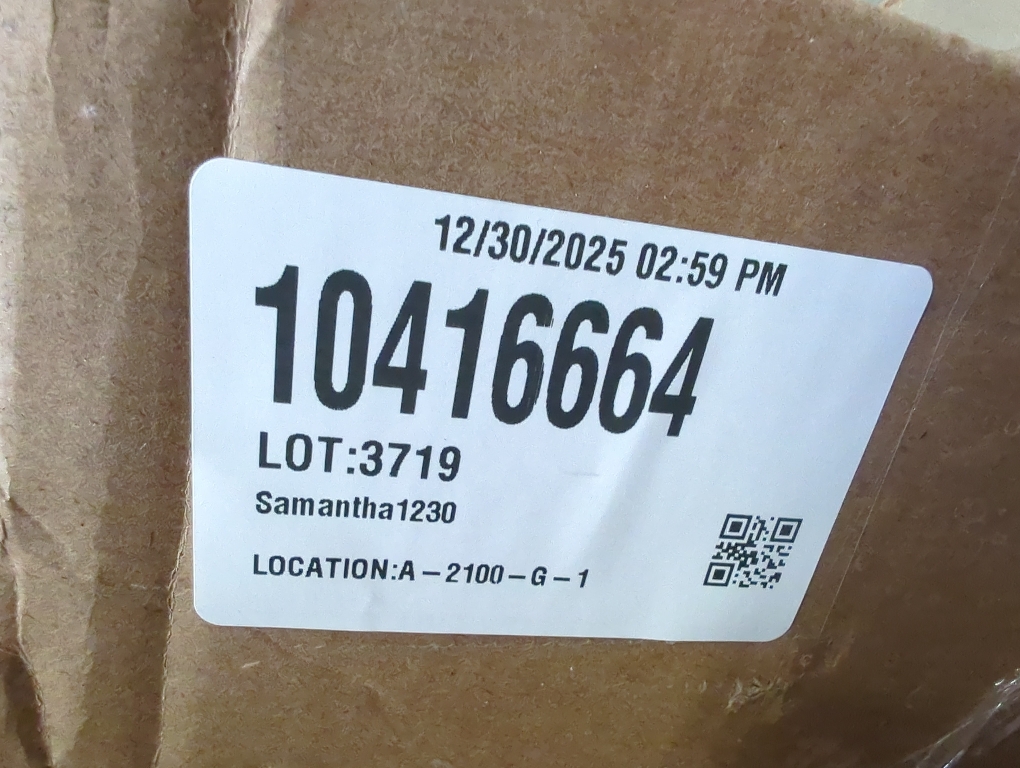 12/30/2025 02:59 PM
10416664
LOT:3719
Samantha1230
LOCATION:A-2100-G-1